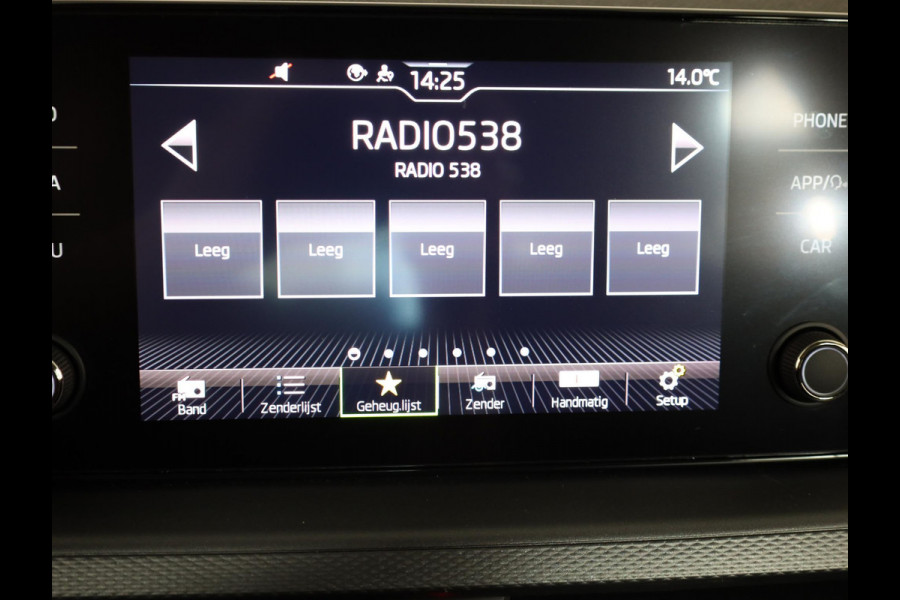 14:25
14.0°C
RADIO538
RADIO 538
Leeg Leeg Leeg Leeg Leeg
FM
Band Zenderlijst Geheug.lijst Zender Handmatig Setup
PHONE
CAR